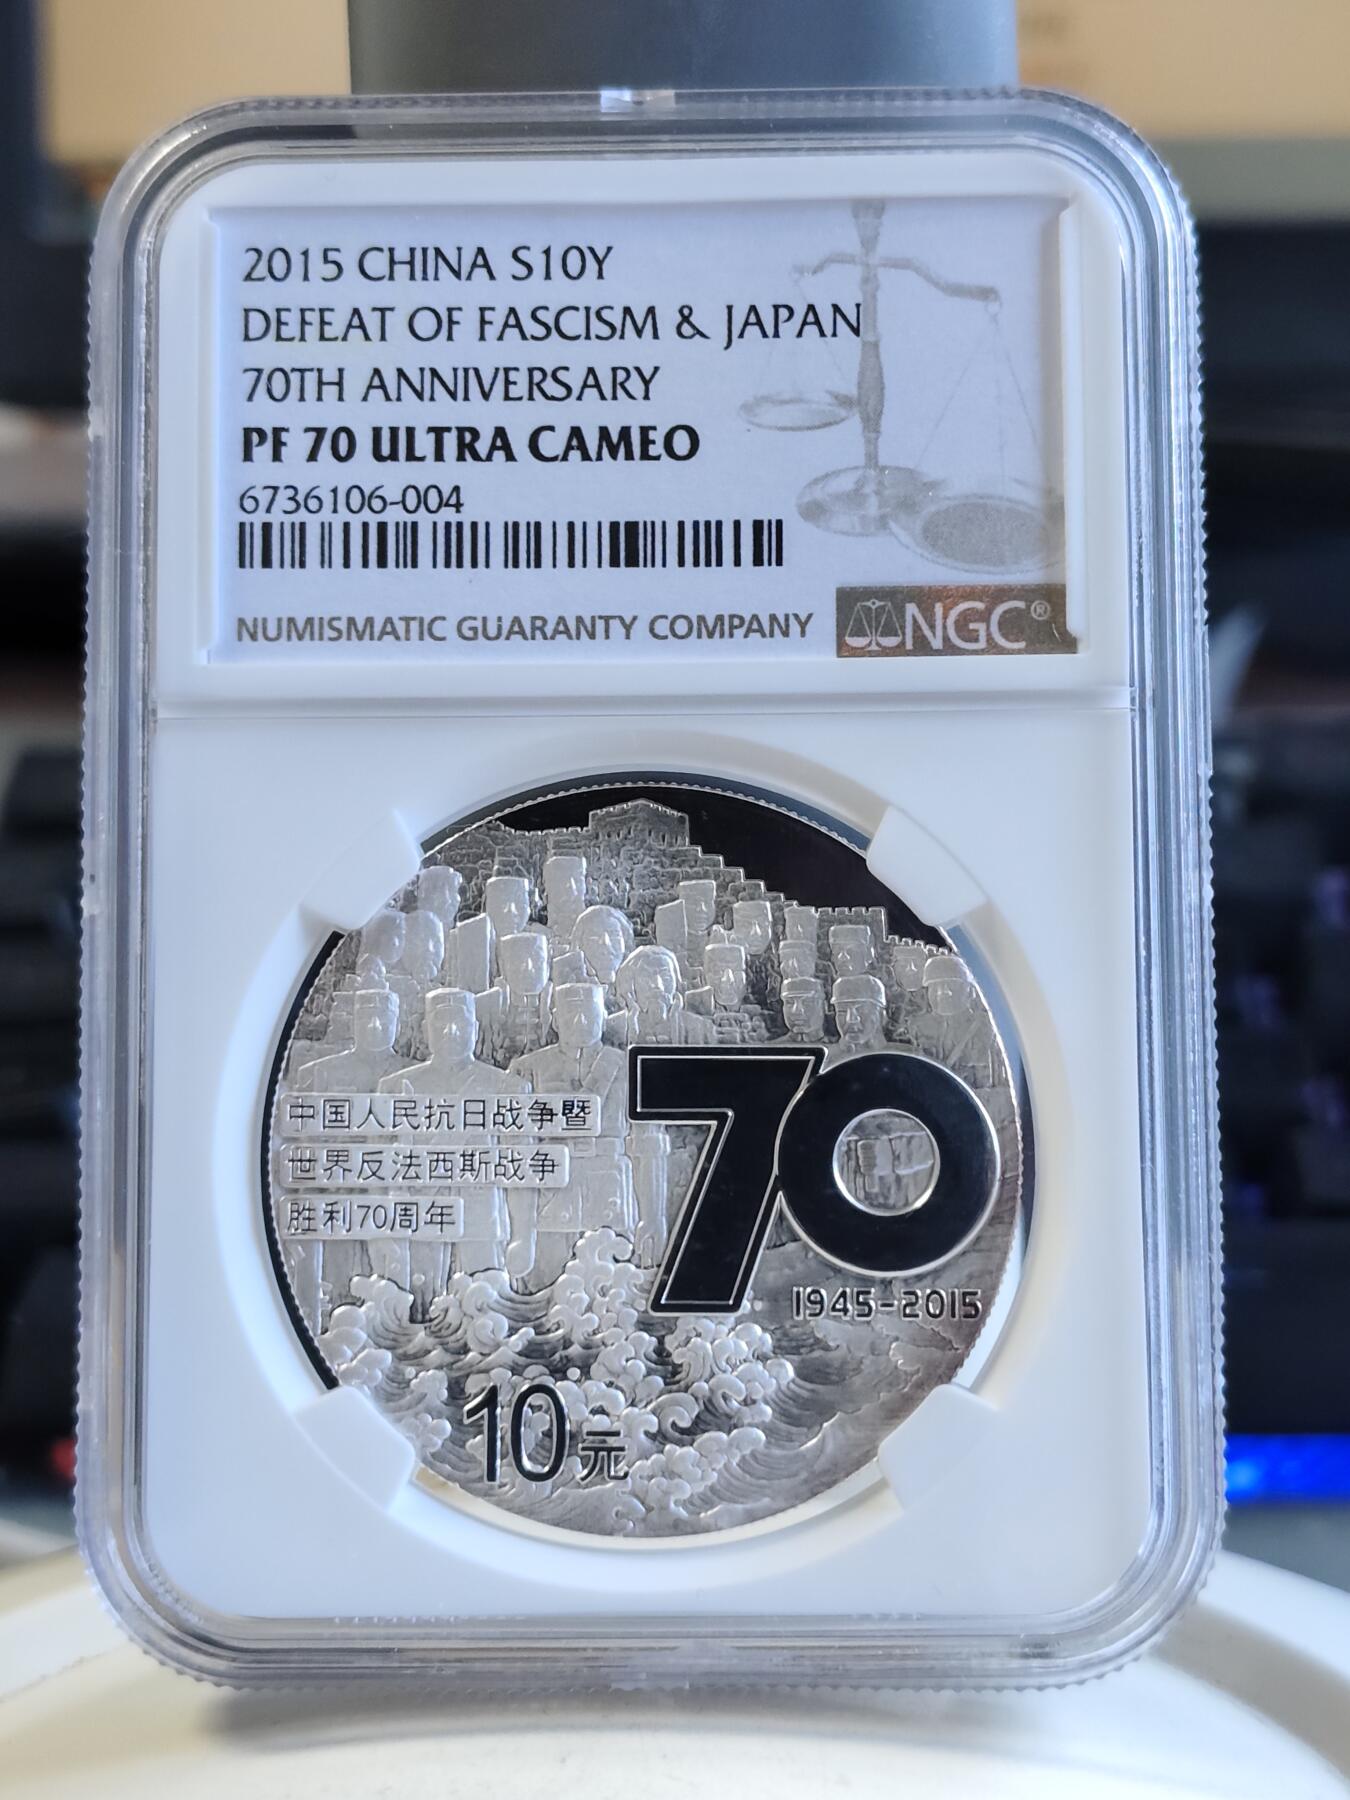 2015 CHINA S10Y
DEFEAT OF FASCISM & JAPAN
70TH ANNIVERSARY
PF 70 ULTRA CAMEO
6736106-004
NUMISMATIC GUARANTY COMPANY
NGC®
中国人民抗日战争暨
世界反法西斯战争
胜利70周年
70
1945-2015
10元